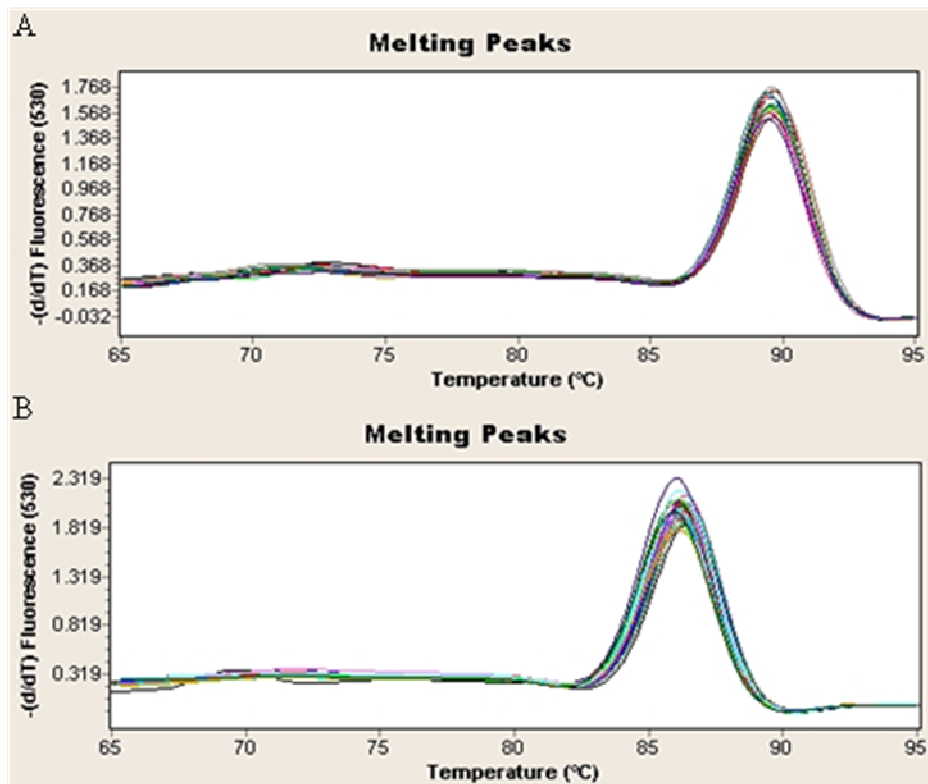 A
Melting Peaks
-(d/dT) Fluorescence (530)
1.768
1.568
1.368
1.168
0.968
0.768
0.568
0.368
0.168
-0.032
65 70 75 80 85 90 95
Temperature (ºC)
B
Melting Peaks
-(d/dT) Fluorescence (530)
2.319
1.819
1.319
0.819
0.319
65 70 75 80 85 90 95
Temperature (ºC)